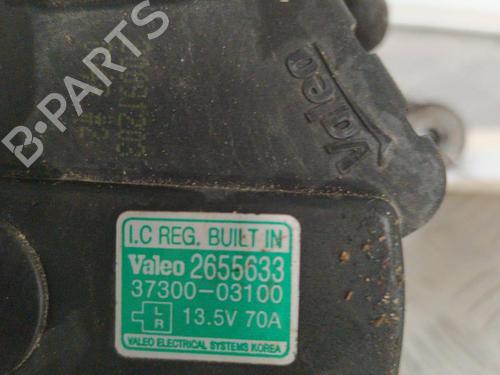 B-PARTS
Valeo
I.C REG. BUILT IN
Valeo 2655633
37300-03100
L
R
13.5V 70A
VALEO ELECTRICAL SYSTEMS KOREA